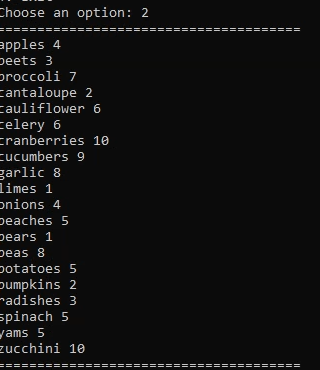 Choose an option: 2
=====================================
apples 4
beets 3
broccoli 7
cantaloupe 2
cauliflower 6
celery 6
cranberries 10
cucumbers 9
garlic 8
limes 1
onions 4
peaches 5
pears 1
peas 8
potatoes 5
pumpkins 2
radishes 3
spinach 5
yams 5
zucchini 10
=====================================